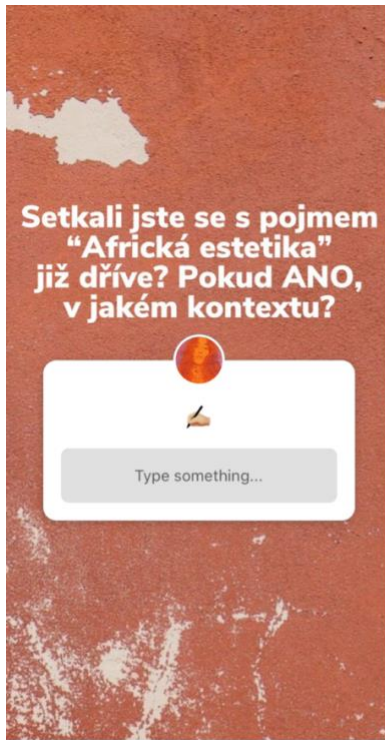 Setkali jste se s pojmem
“Africká estetika”
již dříve? Pokud ANO,
v jakém kontextu?
Type something...